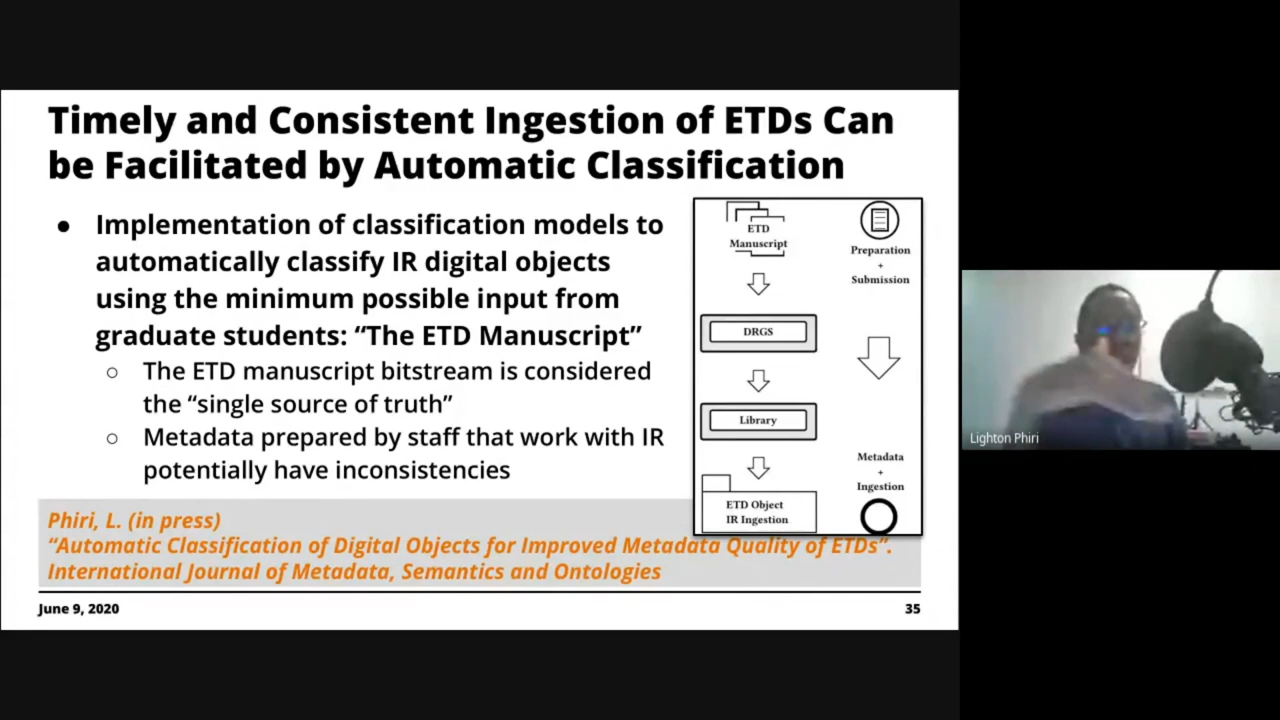 Timely and Consistent Ingestion of ETDs Can
be Facilitated by Automatic Classification
● Implementation of classification models to
automatically classify IR digital objects
using the minimum possible input from
graduate students: “The ETD Manuscript”
○ The ETD manuscript bitstream is considered
the “single source of truth”
○ Metadata prepared by staff that work with IR
potentially have inconsistencies
ETD
Manuscript
DRGS
Library
ETD Object
IR Ingestion
Preparation
+
Submission
Metadata
+
Ingestion
Phiri, L. (in press)
“Automatic Classification of Digital Objects for Improved Metadata Quality of ETDs”.
International Journal of Metadata, Semantics and Ontologies
June 9, 2020
35
Lighton Phiri